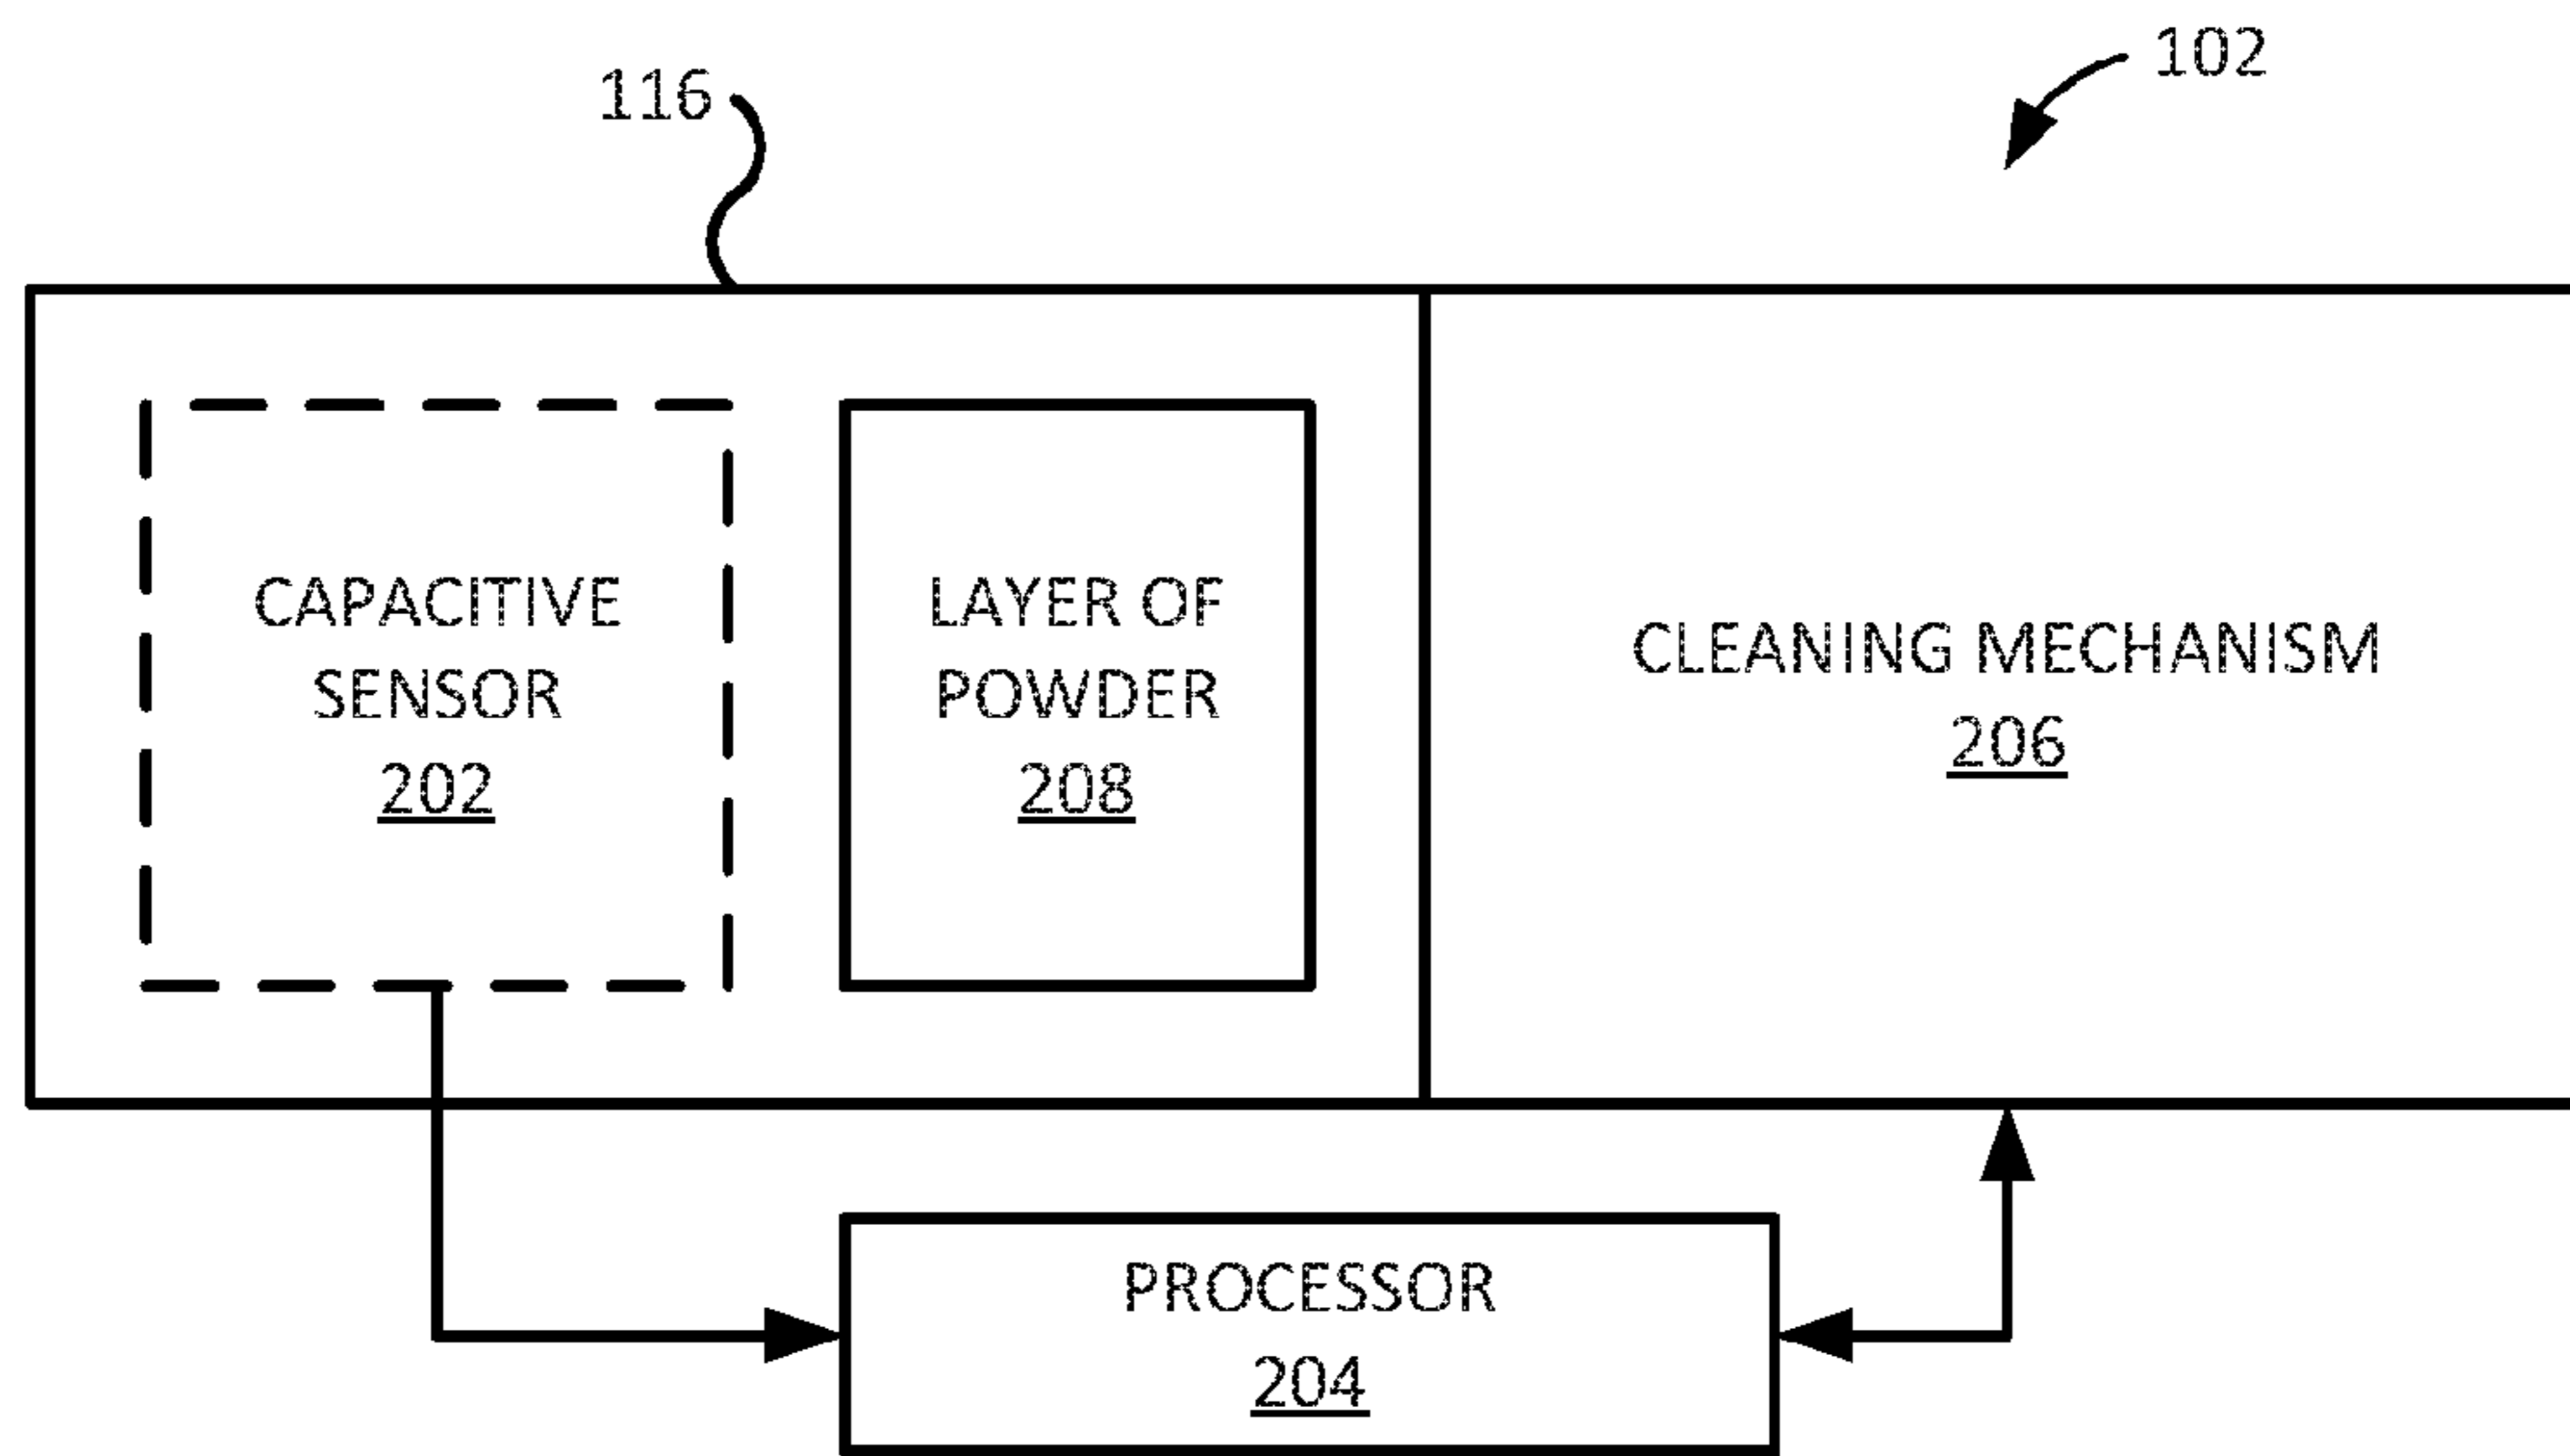 102
116
CAPACITIVE
SENSOR
202
LAYER OF
POWDER
208
CLEANING MECHANISM
206
PROCESSOR
204